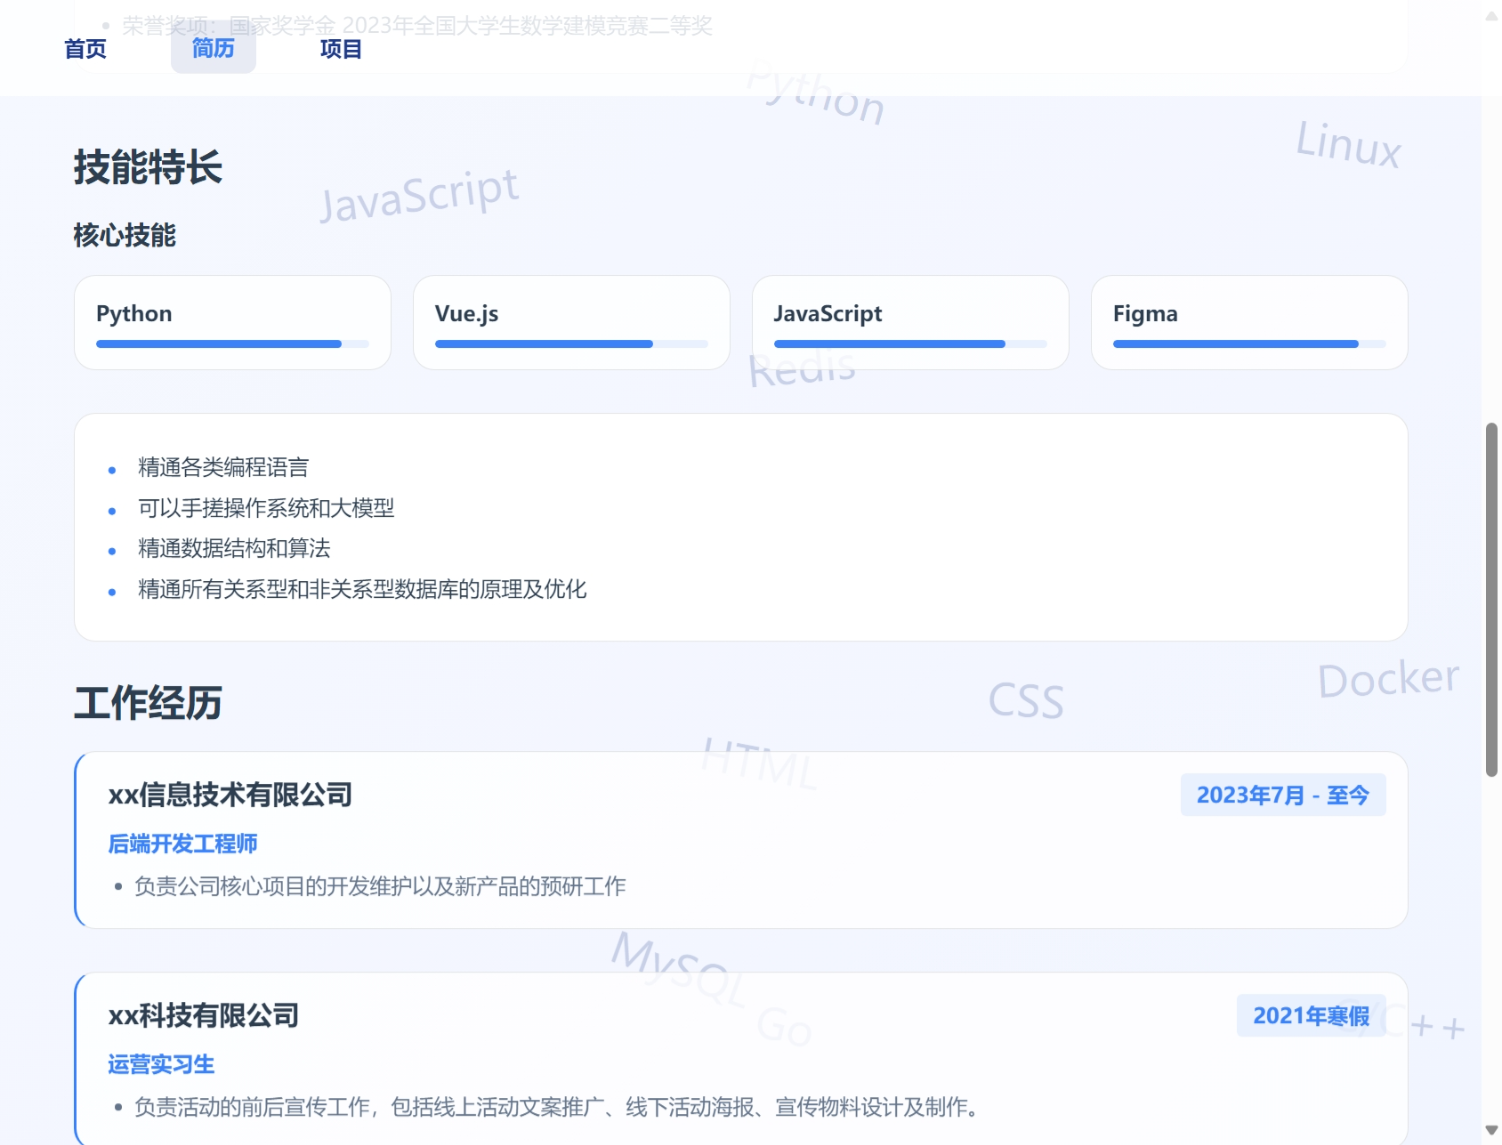 荣誉奖项：国家奖学金 2023年全国大学生数学建模竞赛二等奖
首页
简历
项目
Python
Linux
技能特长
JavaScript
核心技能
Python
Vue.js
JavaScript
Figma
Redis
精通各类编程语言
可以手搓操作系统和大模型
精通数据结构和算法
精通所有关系型和非关系型数据库的原理及优化
Docker
工作经历
CSS
HTML
xx信息技术有限公司
2023年7月 - 至今
后端开发工程师
负责公司核心项目的开发维护以及新产品的预研工作
MySQL
Go
xx科技有限公司
2021年寒假
C/C++
运营实习生
负责活动的前后宣传工作，包括线上活动文案推广、线下活动海报、宣传物料设计及制作。